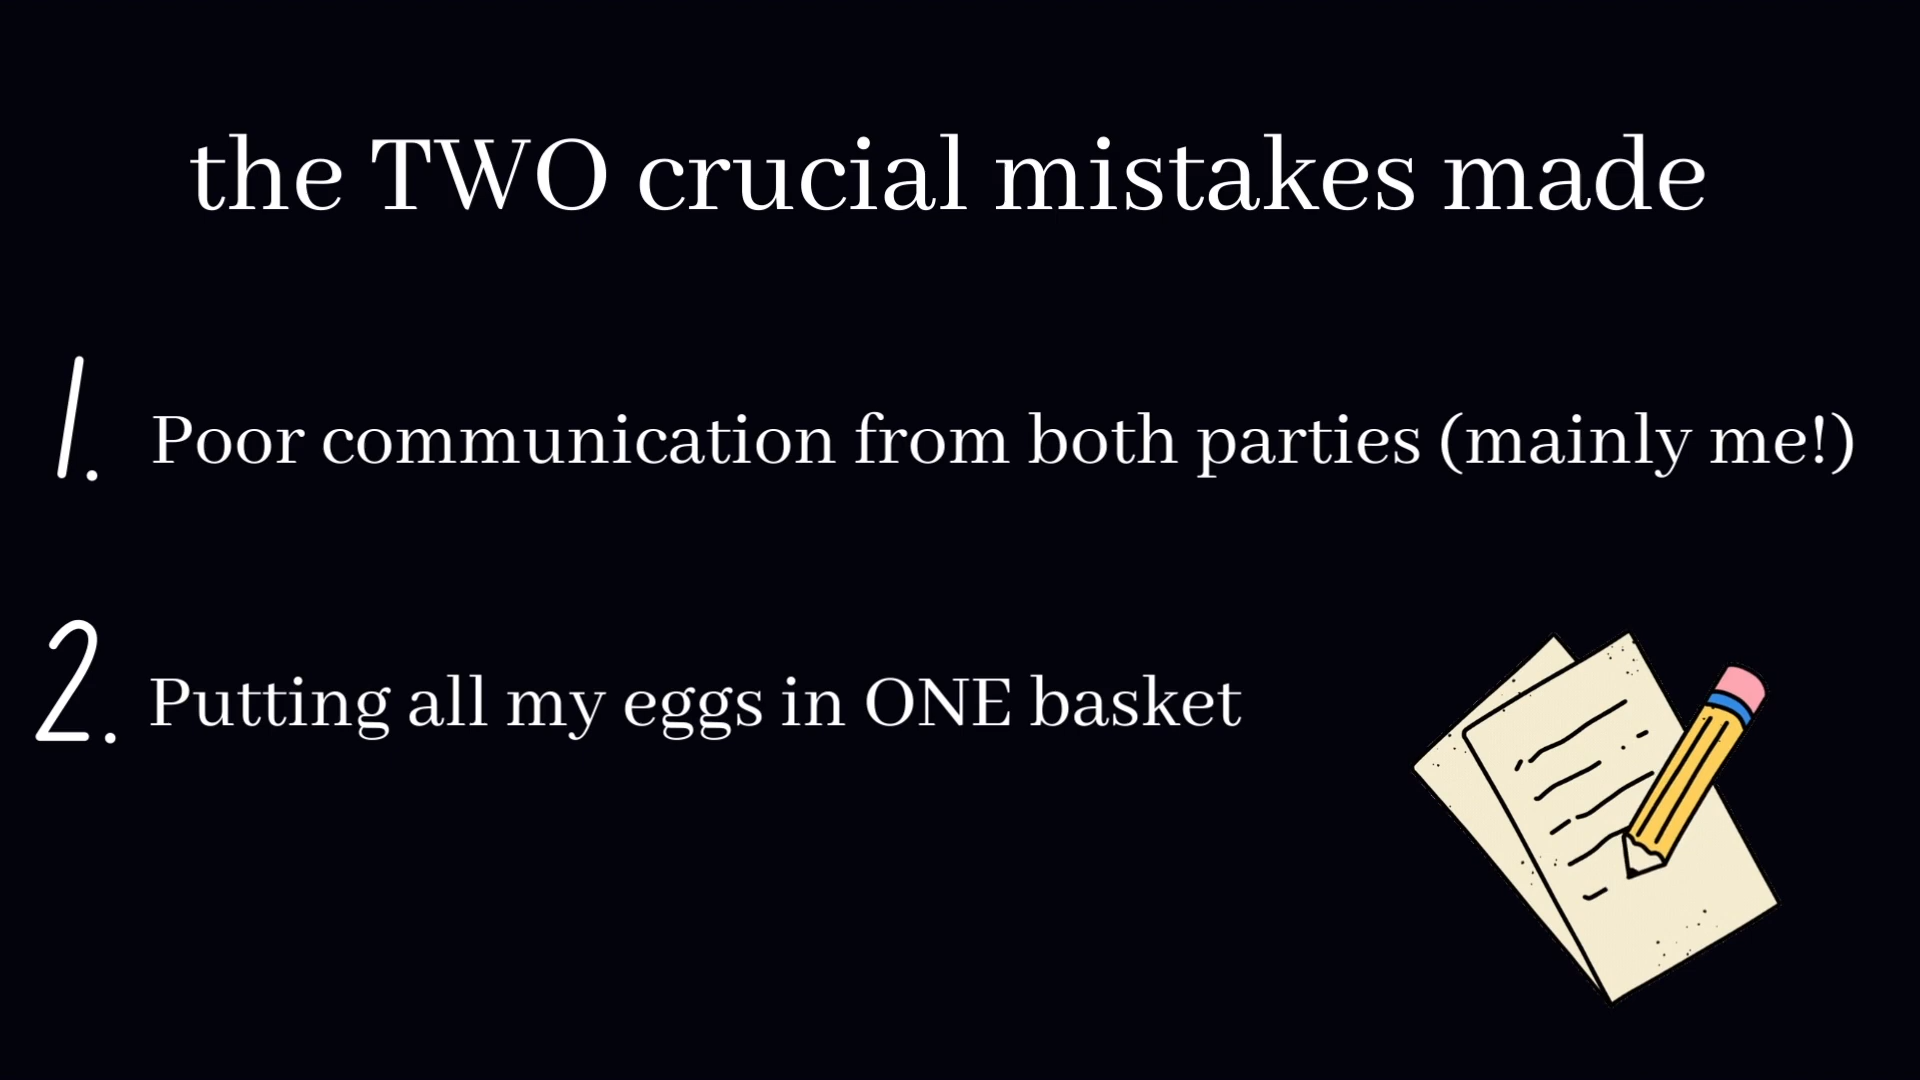 the TWO crucial mistakes made
1. Poor communication from both parties (mainly me!)
2. Putting all my eggs in ONE basket